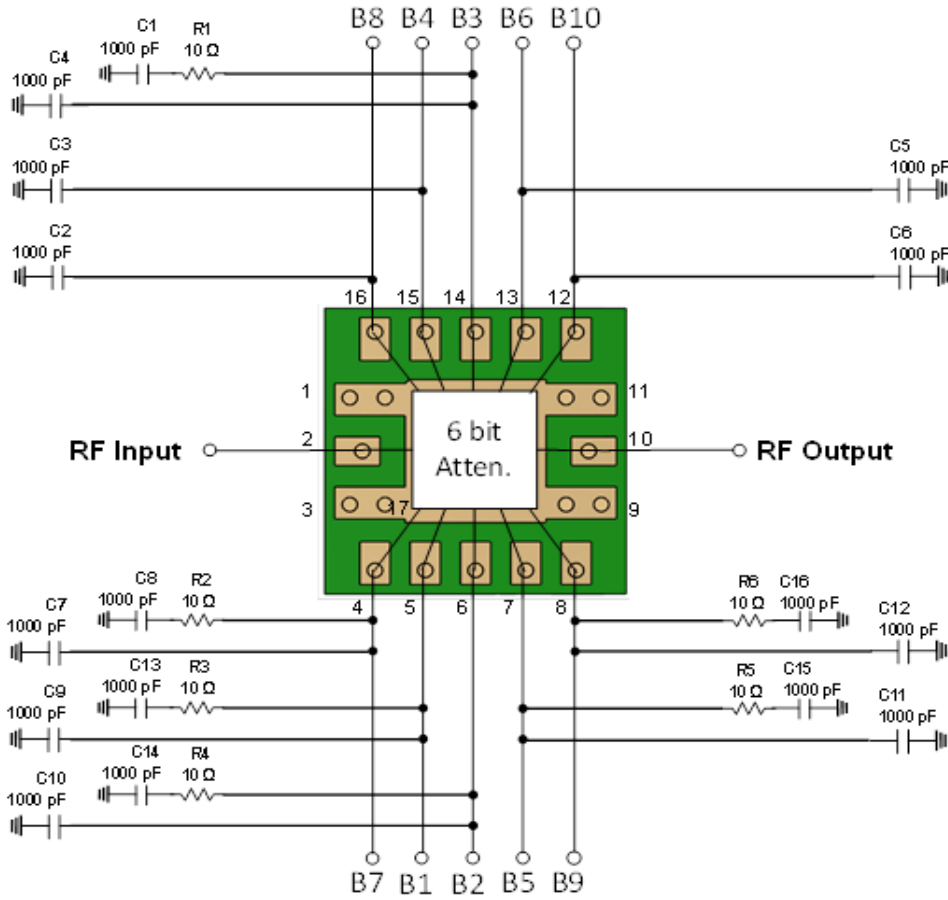 B8 B4 B3 B6 B10
C1 R1
1000 pF 10 Ω
C4
1000 pF
C3
1000 pF
C5
1000 pF
C2
1000 pF
C6
1000 pF
16 15 14 13 12
1 11
RF Input 2 6 bit 10 RF Output
Atten.
3 17 9
4 5 6 7 8
C8 R2
1000 pF 10 Ω
C7
1000 pF
R6 C16
10 Ω 1000 pF
C12
1000 pF
C13 R3
1000 pF 10 Ω
C9
1000 pF
R5 C15
10 Ω 1000 pF
C11
1000 pF
C14 R4
1000 pF 10 Ω
C10
1000 pF
B7 B1 B2 B5 B9